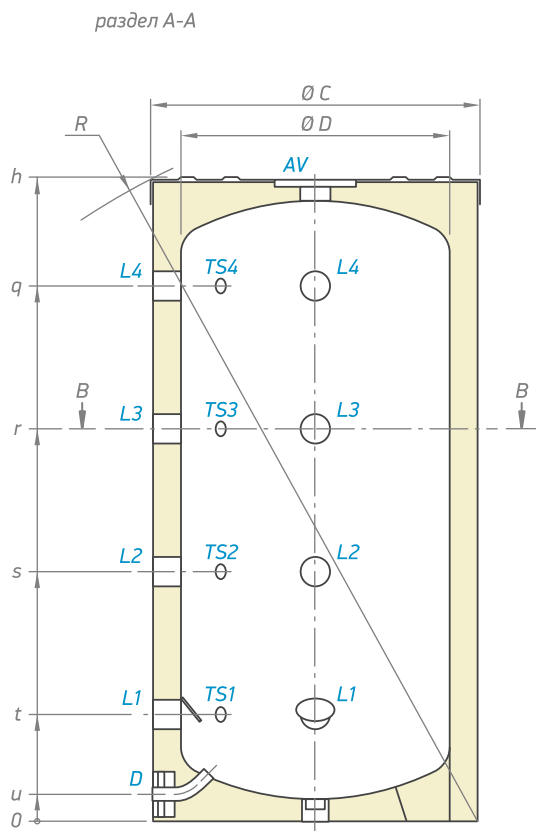 раздел A-A
Ø C
R
Ø D
h
AV
L4
TS4
L4
q
B
B
L3
TS3
L3
r
L2
TS2
L2
s
L1
TS1
L1
t
D
u
0